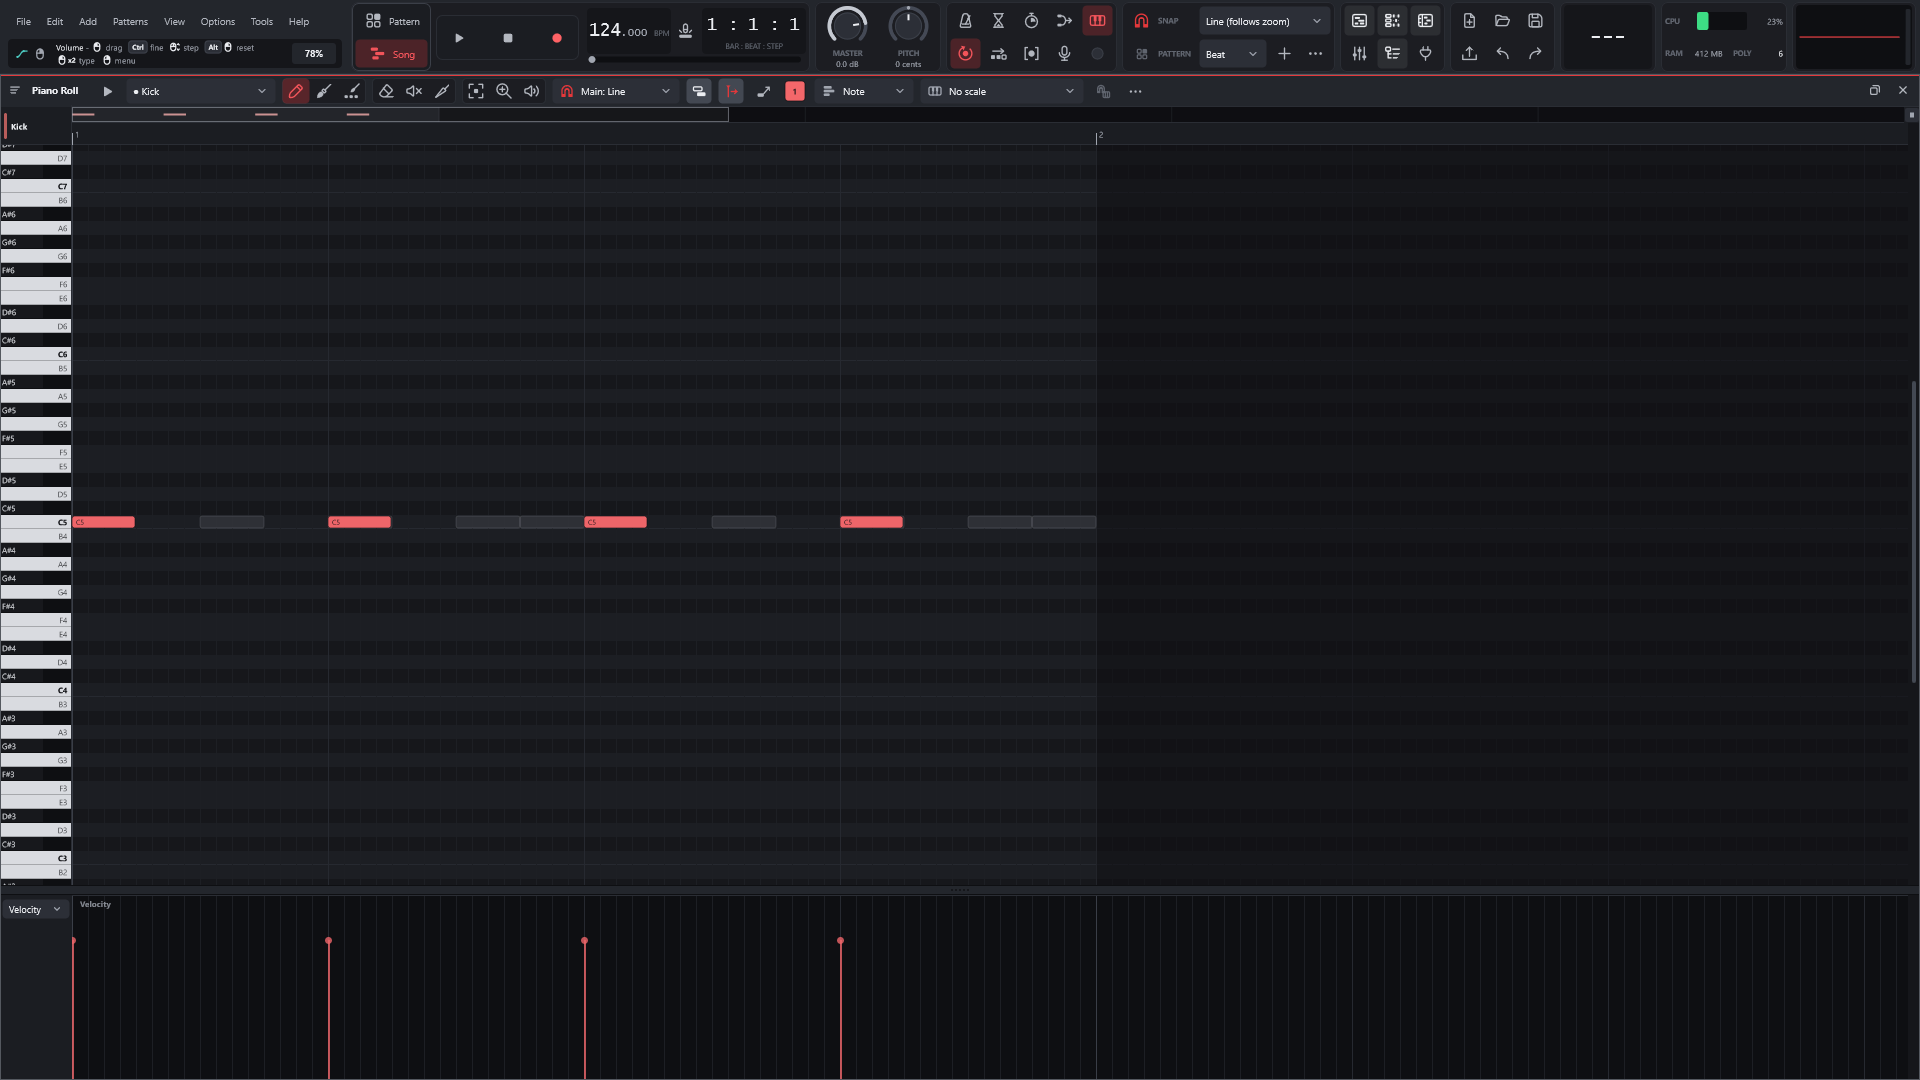 File Edit Add Patterns View Options Tools Help
Volume - drag Ctrl fine step Alt reset
x2 type menu
78%
Pattern
Song
124.000 BPM
1 : 1 : 1
BAR : BEAT : STEP
MASTER
0.0 dB
PITCH
0 cents
SNAP Line (follows zoom)
PATTERN Beat
---
CPU 23%
RAM 412 MB POLY 6
Piano Roll
Kick
Main: Line
1
Note
No scale
Kick
1 2
D7
C#7
C7
B6
A#6
A6
G#6
G6
F#6
F6
E6
D#6
D6
C#6
C6
B5
A#5
A5
G#5
G5
F#5
F5
E5
D#5
D5
C#5
C5 C5 C5 C5 C5
B4
A#4
A4
G#4
G4
F#4
F4
E4
D#4
D4
C#4
C4
B3
A#3
A3
G#3
G3
F#3
F3
E3
D#3
D3
C#3
C3
B2
Velocity
Velocity